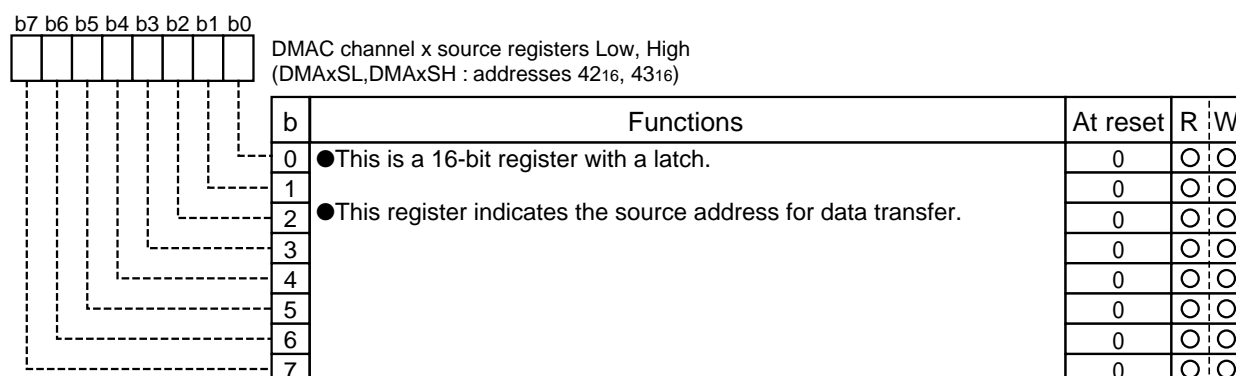 b7 b6 b5 b4 b3 b2 b1 b0
DMAC channel x source registers Low, High
(DMAxSL,DMAxSH : addresses 4216, 4316)
b Functions At reset R W
0 ●This is a 16-bit register with a latch. 0 ○ ○
1 0 ○ ○
2 ●This register indicates the source address for data transfer. 0 ○ ○
3 0 ○ ○
4 0 ○ ○
5 0 ○ ○
6 0 ○ ○
7 0 ○ ○